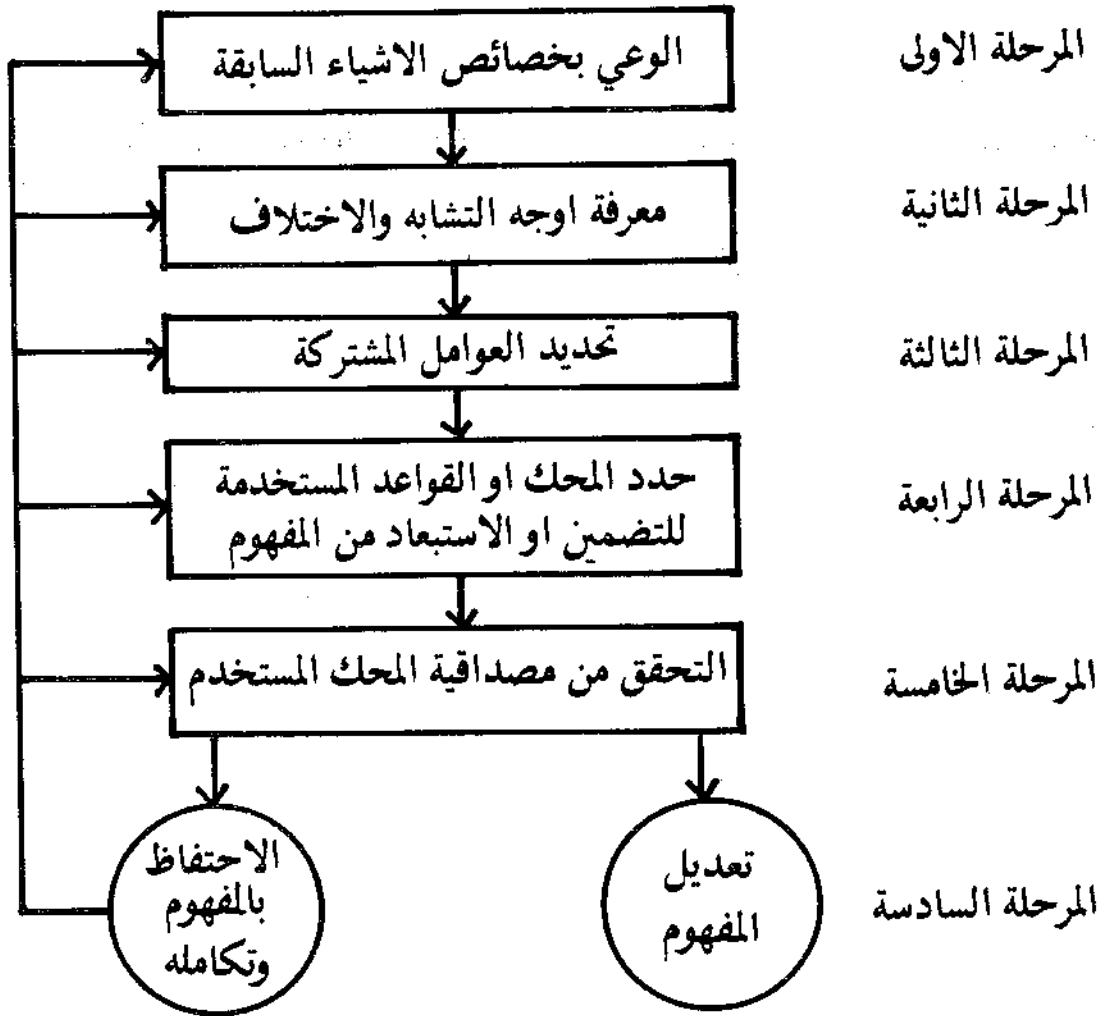 المرحلة الاولى
الوعي بخصائص الاشياء السابقة
المرحلة الثانية
معرفة اوجه التشابه والاختلاف
المرحلة الثالثة
تحديد العوامل المشتركة
المرحلة الرابعة
حدد المحك او القواعد المستخدمة
للتضمين او الاستبعاد من المفهوم
المرحلة الخامسة
التحقق من مصداقية المحك المستخدم
المرحلة السادسة
تعديل
المفهوم
الاحتفاظ
بالمفهوم
وتكامله